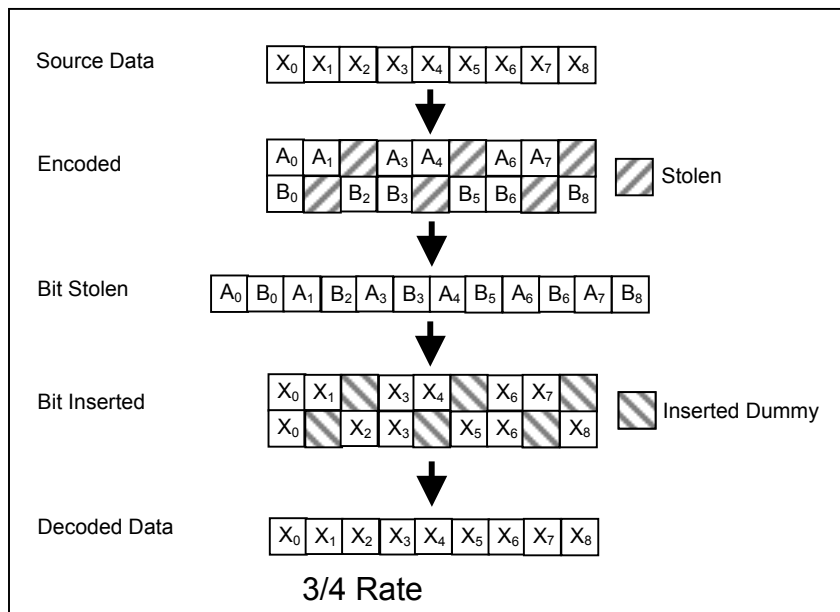 Source Data X₀ X₁ X₂ X₃ X₄ X₅ X₆ X₇ X₈
Encoded A₀ A₁ A₃ A₄ A₆ A₇
B₀ B₂ B₃ B₅ B₆ B₈
Stolen
Bit Stolen A₀ B₀ A₁ B₂ A₃ B₃ A₄ B₅ A₆ B₆ A₇ B₈
Bit Inserted X₀ X₁ X₃ X₄ X₆ X₇
X₀ X₂ X₃ X₅ X₆ X₈
Inserted Dummy
Decoded Data X₀ X₁ X₂ X₃ X₄ X₅ X₆ X₇ X₈
3/4 Rate